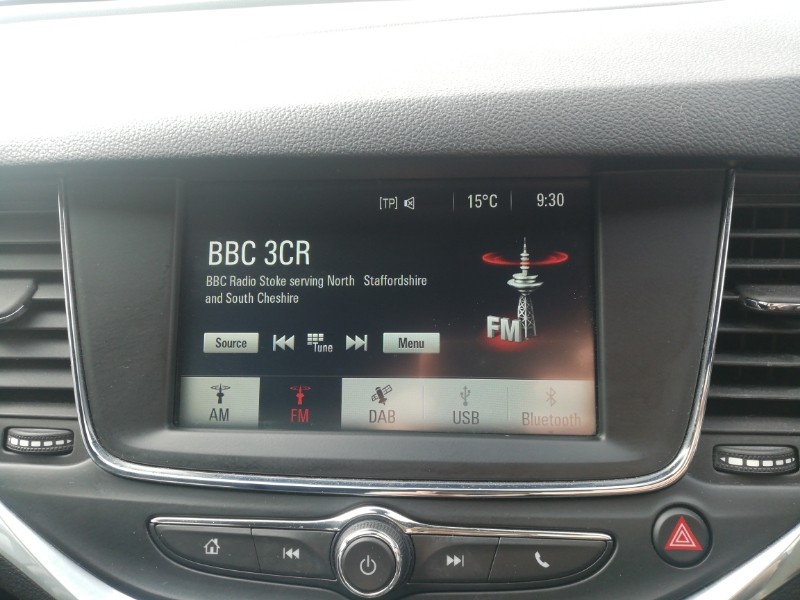 [TP] 15°C 9:30
BBC 3CR
BBC Radio Stoke serving North Staffordshire
and South Cheshire
FM
Source Tune Menu
AM FM DAB USB Bluetooth